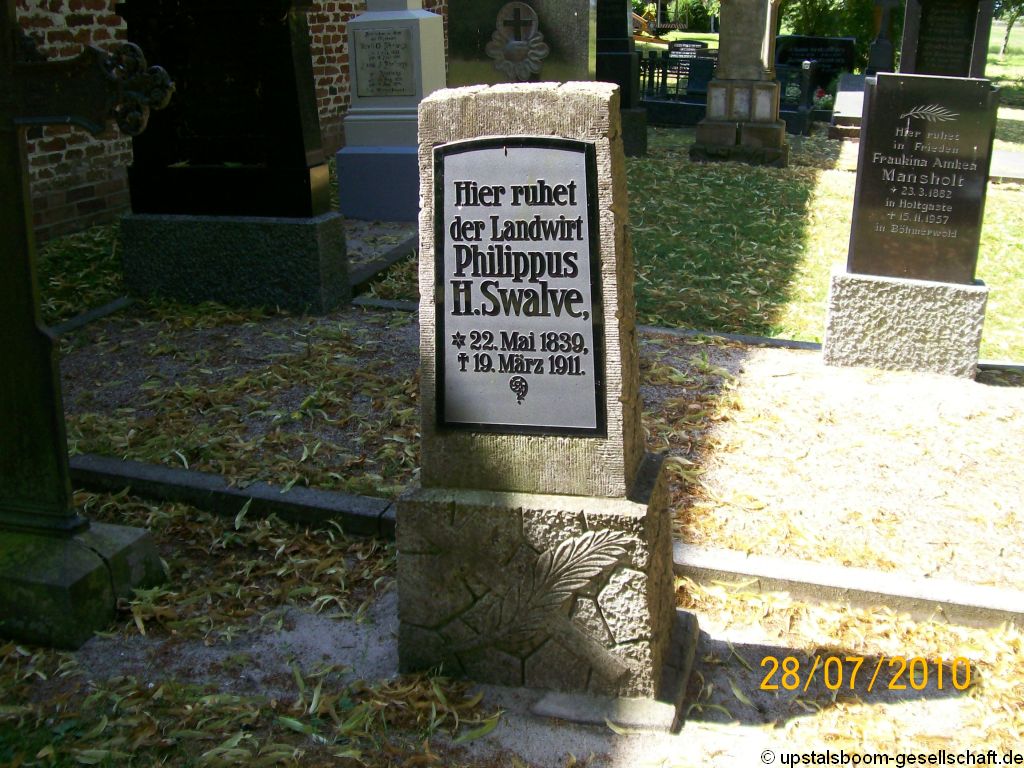 Hier ruhet
der Landwirt
Philippus
H. Swalve,
* 22. Mai 1839,
† 19. März 1911.
Hier ruht
in Frieden
Fraukina Amkea
Mansholt
* 23.3.1882
in Holtgaste
† 15.11.1957
in Böhmerwold
28/07/2010
© upstalsboom-gesellschaft.de